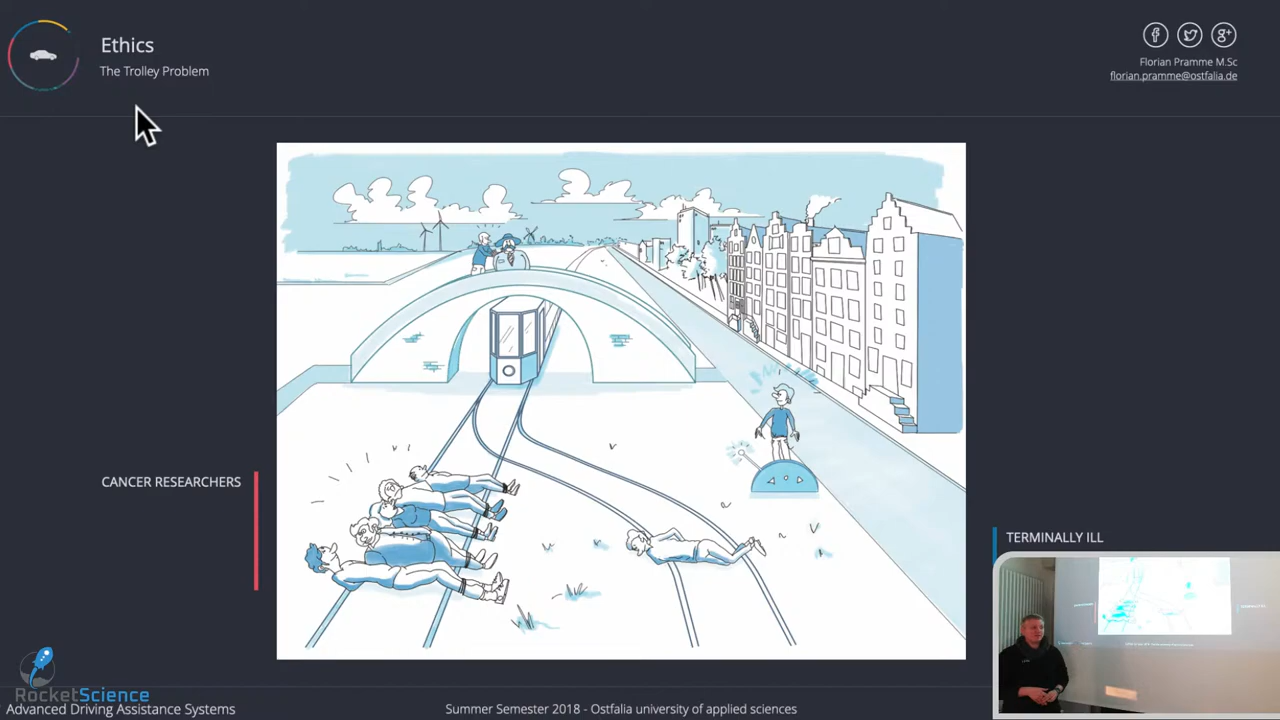 Ethics
The Trolley Problem
Florian Pramme M.Sc
florian.pramme@ostfalia.de
CANCER RESEARCHERS
TERMINALLY ILL
RocketScience
Advanced Driving Assistance Systems
Summer Semester 2018 - Ostfalia university of applied sciences